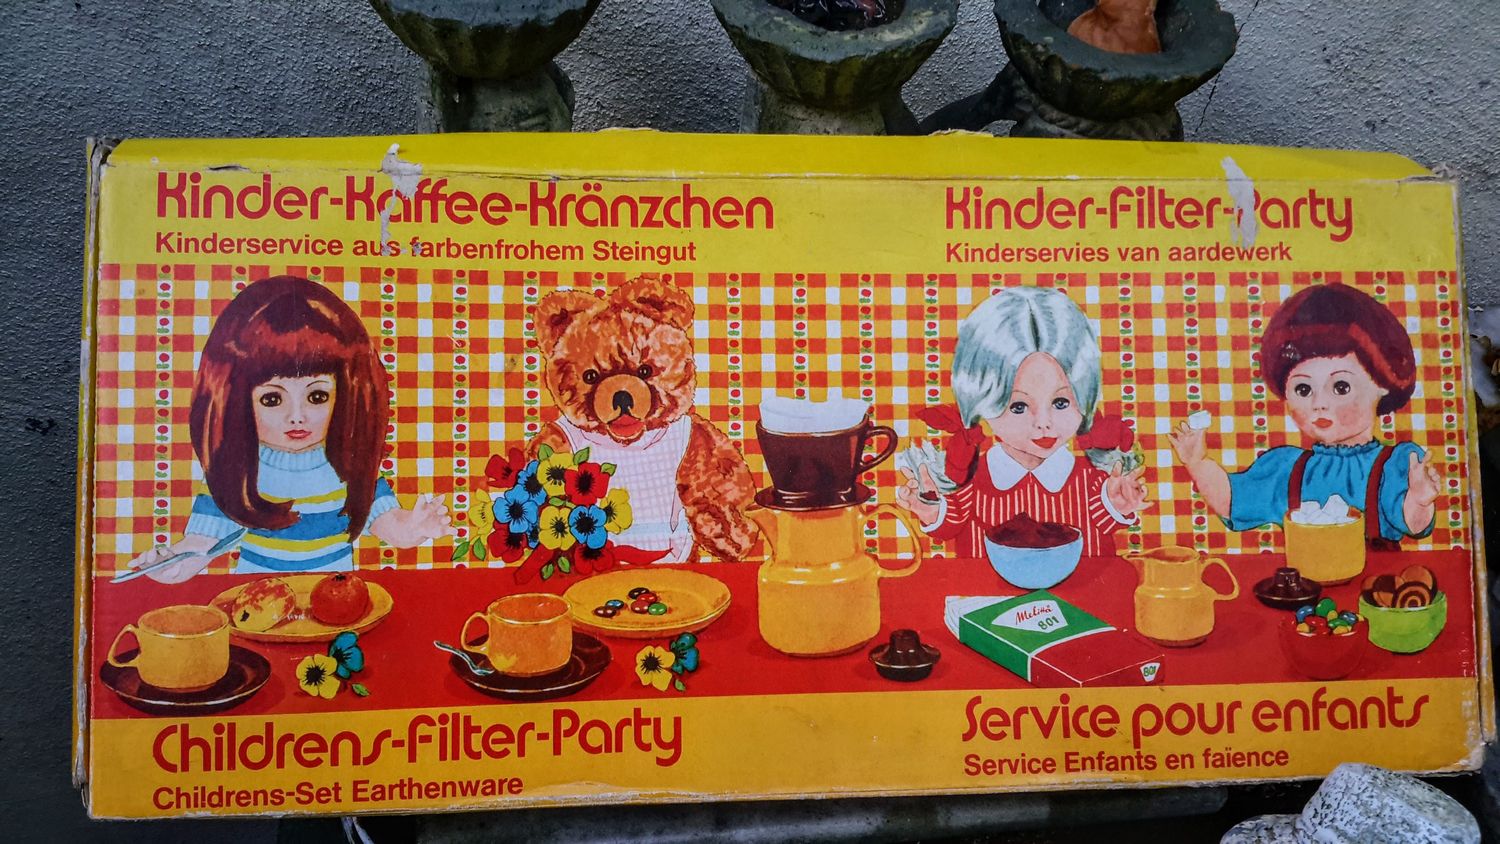 Kinder-Kaffee-Kränzchen
Kinderservice aus farbenfrohem Steingut
Kinder-Filter-Party
Kinderservies van aardewerk
Melitta
801
801
Childrens-Filter-Party
Childrens-Set Earthenware
Service pour enfants
Service Enfants en faïence